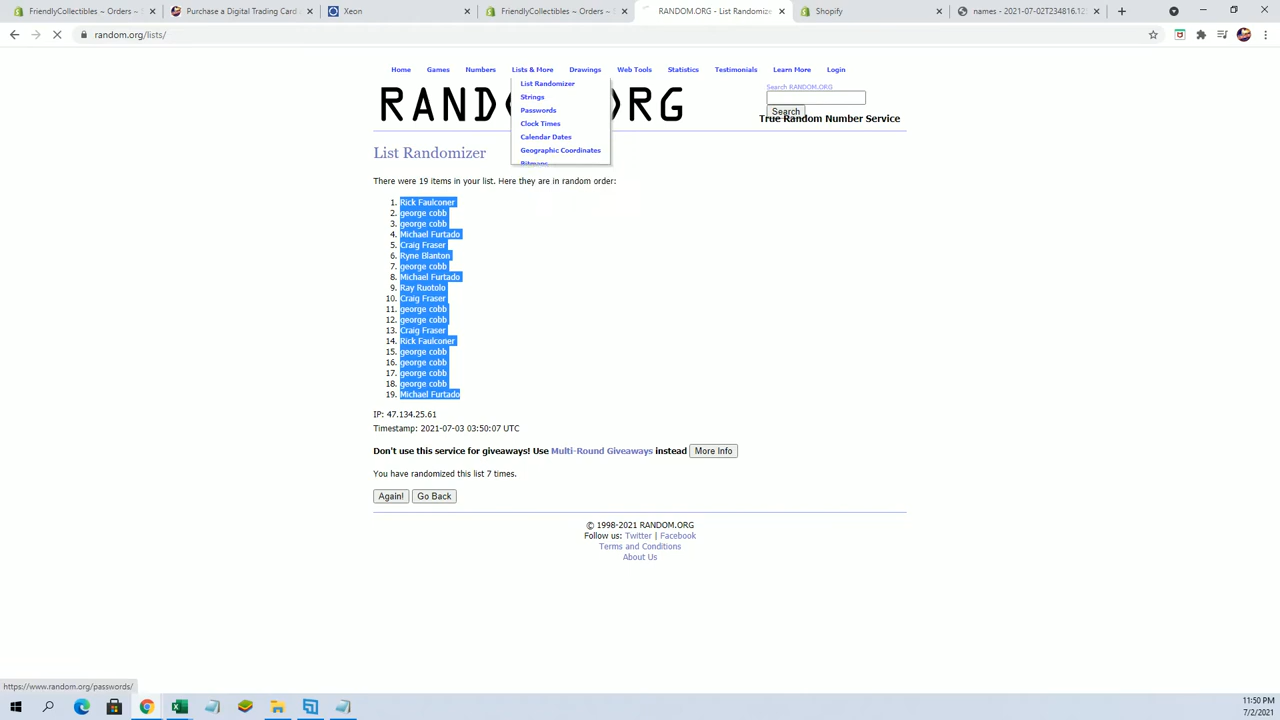 FriendlyCollectibles ~ Orders ~
Purchase a Digital Trading Card
Xeon
FriendlyCollectibles ~ Orders ~
RANDOM.ORG - List Randomizer
Shopify
names - 2021-07-02T234816.12
random.org/lists/
Home Games Numbers Lists & More Drawings Web Tools Statistics Testimonials Learn More Login
List Randomizer
Strings
Passwords
Clock Times
Calendar Dates
Geographic Coordinates
Bitmaps
Search RANDOM.ORG
Search
True Random Number Service
List Randomizer
There were 19 items in your list. Here they are in random order:
1. Rick Faulconer
2. george cobb
3. george cobb
4. Michael Furtado
5. Craig Fraser
6. Ryne Blanton
7. george cobb
8. Michael Furtado
9. Ray Ruotolo
10. Craig Fraser
11. george cobb
12. george cobb
13. Craig Fraser
14. Rick Faulconer
15. george cobb
16. george cobb
17. george cobb
18. george cobb
19. Michael Furtado
IP: 47.134.25.61
Timestamp: 2021-07-03 03:50:07 UTC
Don't use this service for giveaways! Use Multi-Round Giveaways instead More Info
You have randomized this list 7 times.
Again! Go Back
© 1998-2021 RANDOM.ORG
Follow us: Twitter | Facebook
Terms and Conditions
About Us
https://www.random.org/passwords/
11:50 PM
7/2/2021